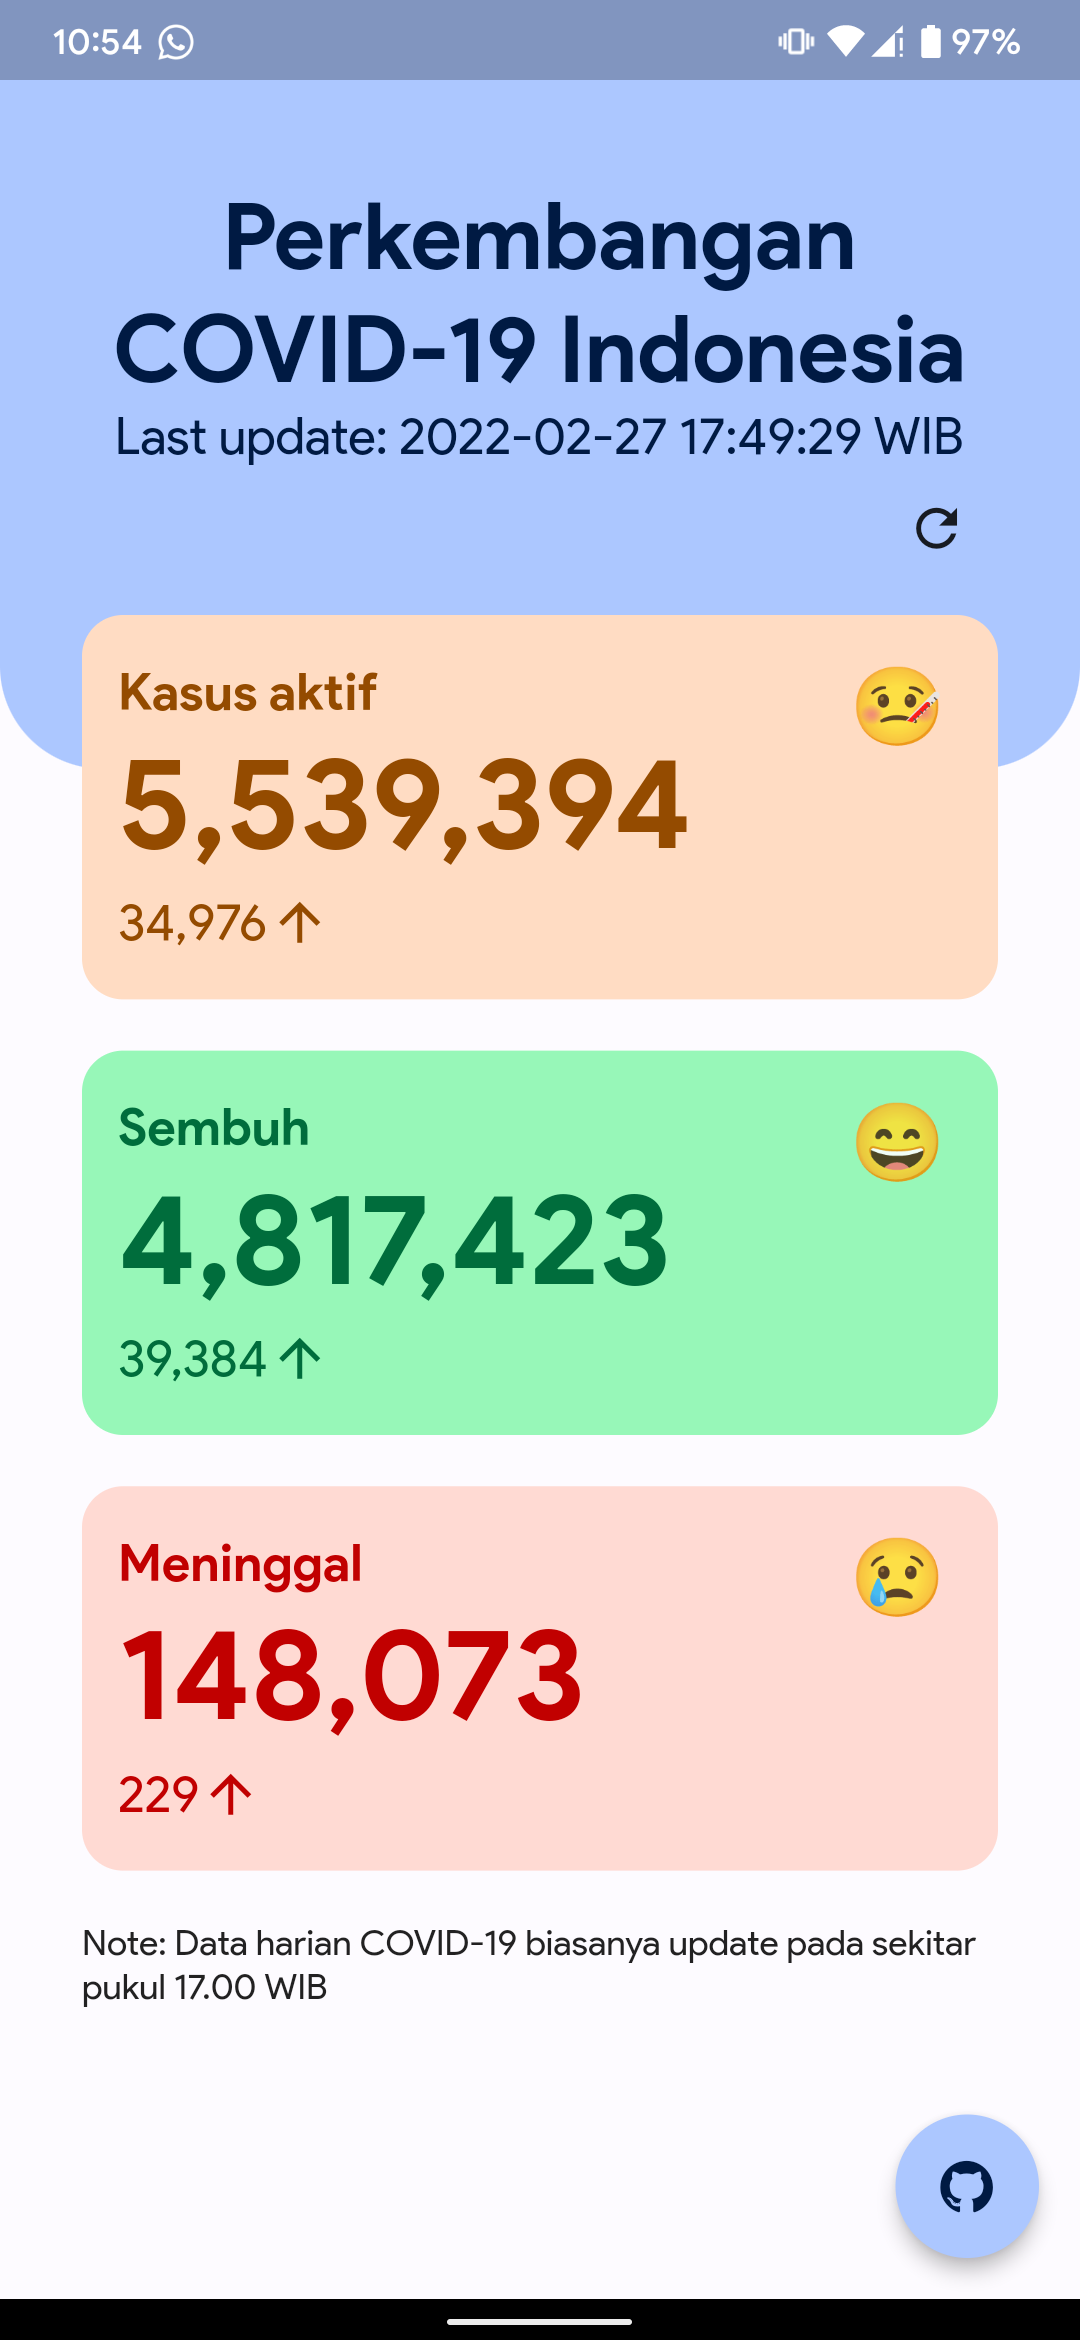 10:54 97%
Perkembangan
COVID-19 Indonesia
Last update: 2022-02-27 17:49:29 WIB
Kasus aktif
5,539,394
34,976
Sembuh
4,817,423
39,384
Meninggal
148,073
229
Note: Data harian COVID-19 biasanya update pada sekitar
pukul 17.00 WIB